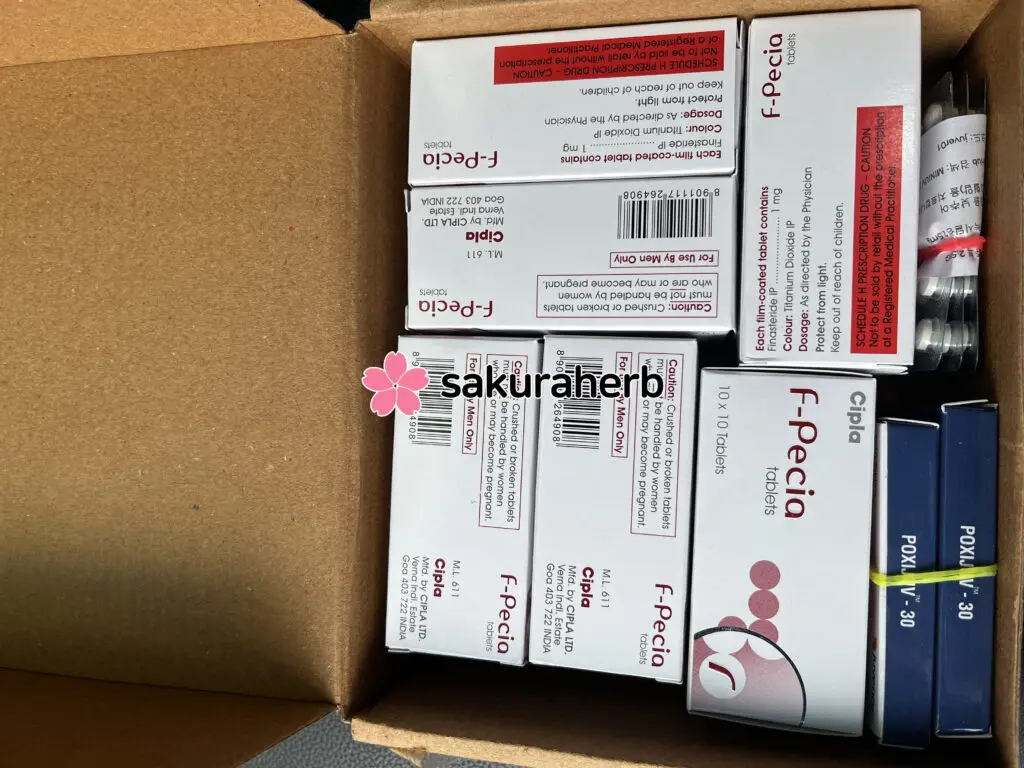 SCHEDULE H PRESCRIPTION DRUG – CAUTION
Not to be sold by retail without the prescription
of a Registered Medical Practitioner.
Keep out of reach of children.
Protect from light.
Dosage: As directed by the Physician
Colour: Titanium Dioxide IP
Finasteride IP .................. 1 mg
Each film-coated tablet contains
F-Pecia
tablets
8 901117 264908
For Use By Men Only
Caution: Crushed or broken tablets
must not be handled by women
who are or may become pregnant.
M.L. 611
Cipla
Mfd. by CIPLA LTD.
Verna Indl. Estate
Goa 403 722 INDIA
F-Pecia
tablets
F-Pecia
tablets
Each film-coated tablet contains
Finasteride IP .................. 1 mg
Colour: Titanium Dioxide IP
Dosage: As directed by the Physician
Protect from light.
Keep out of reach of children.
SCHEDULE H PRESCRIPTION DRUG – CAUTION
Not to be sold by retail without the prescription
of a Registered Medical Practitioner.
sakuraherb
Caution: Crushed or broken tablets
must not be handled by women
who or may become pregnant.
Men Only
264908
M.L. 611
Cipla
Mfd. by CIPLA LTD.
Verna Indl. Estate
Goa 403 722 INDIA
F-Pecia
tablets
Caution: Crushed or broken tablets
must not be handled by women
who or may become pregnant.
Men Only
264908
M.L. 611
Cipla
Mfd. by CIPLA LTD.
Verna Indl. Estate
Goa 403 722 INDIA
F-Pecia
tablets
Cipla
F-Pecia
tablets
10 x 10 Tablets
POXIJ V™ - 30
POXIJ V™ - 30
juver01
검색